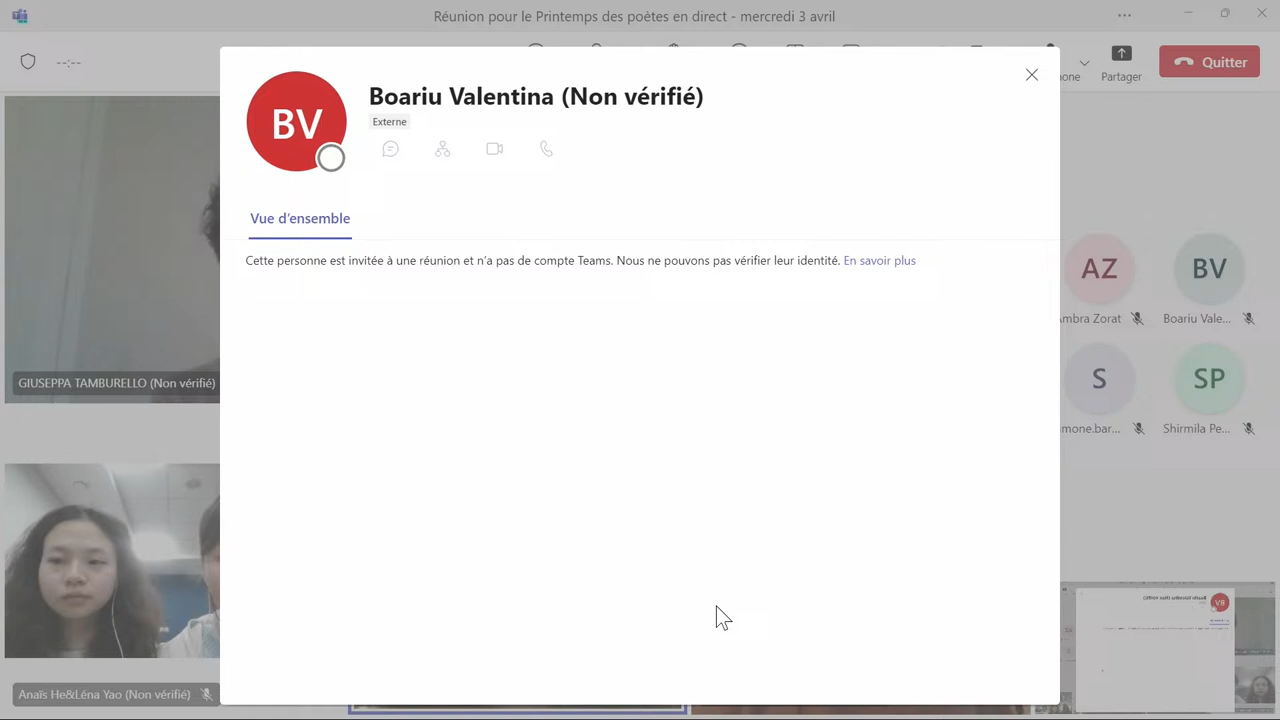 Réunion pour le Printemps des poètes en direct - mercredi 3 avril
--:--
Partager
Quitter
BV
Boariu Valentina (Non vérifié)
Externe
Vue d'ensemble
Cette personne est invitée à une réunion et n'a pas de compte Teams. Nous ne pouvons pas vérifier leur identité. En savoir plus
AZ
BV
mbra Zorat
Boariu Vale...
S
SP
mone.bar...
Shirmila Pe...
GIUSEPPA TAMBURELLO (Non vérifié)
Anaïs He&Léna Yao (Non vérifié)